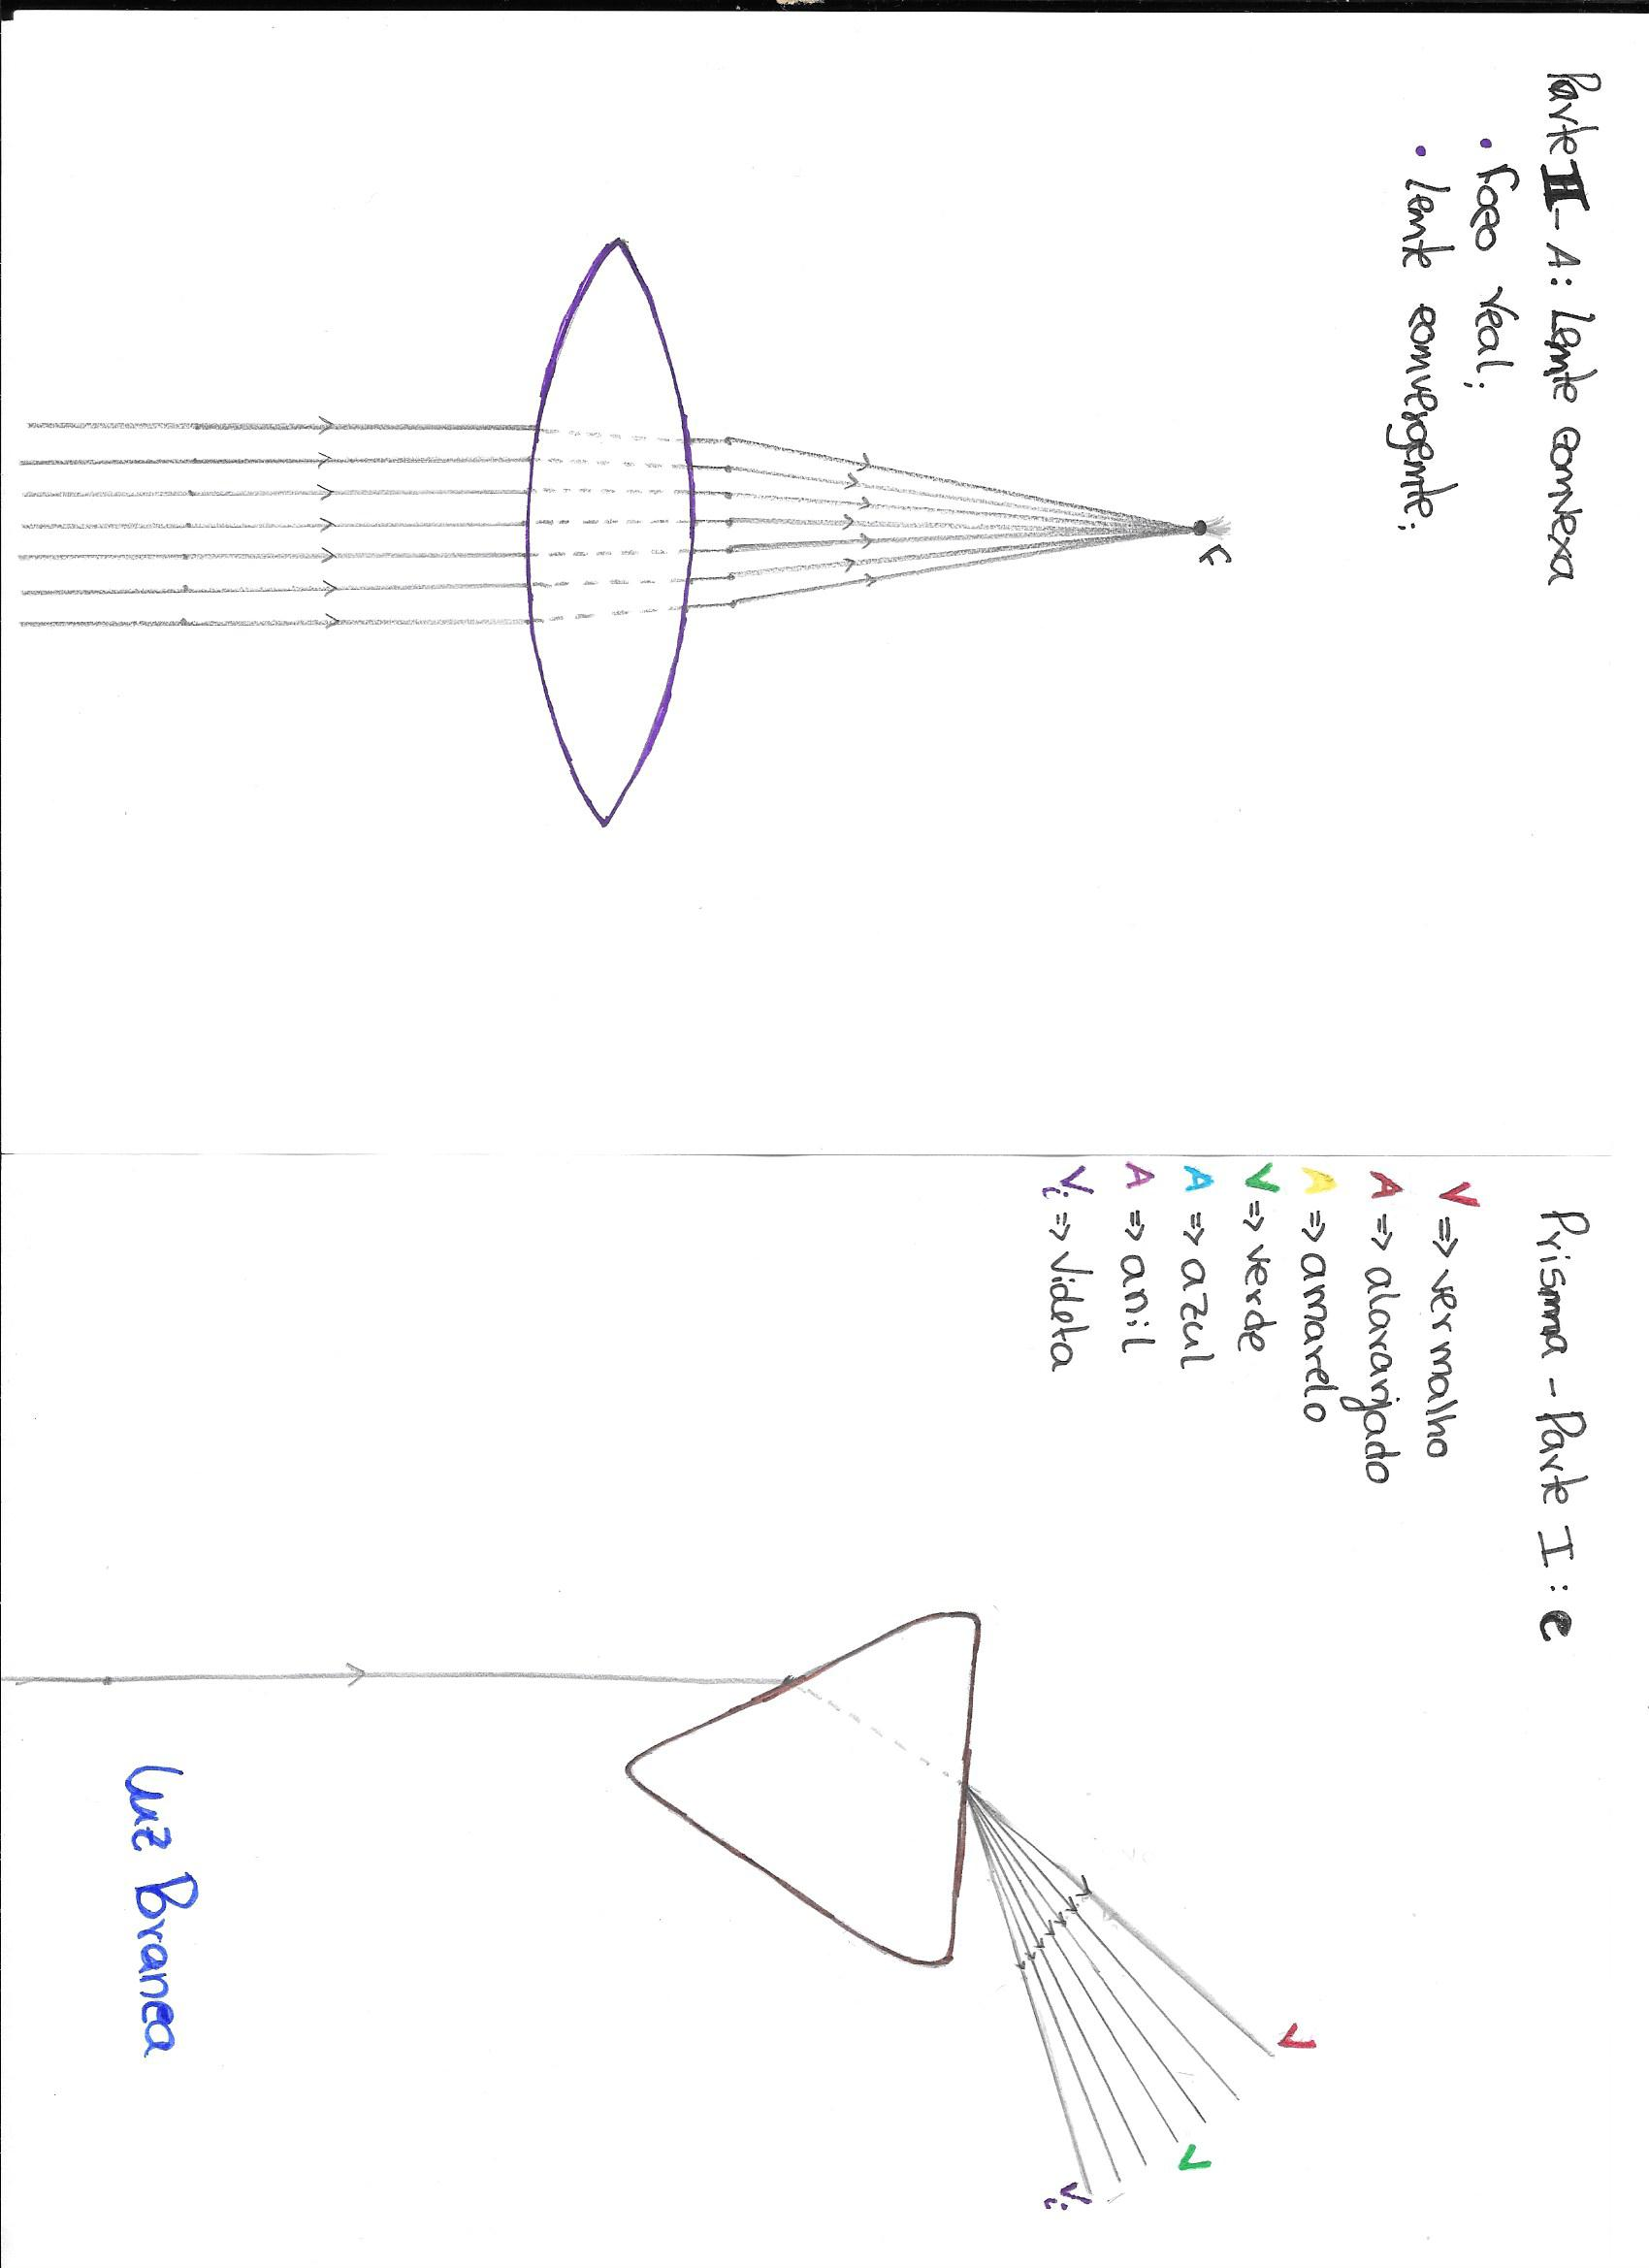 Parte II - A: Lente convexa
• Foco real;
• Lente convergente;
F
Prisma - Parte I: c
V => vermelho
A => alaranjado
A => amarelo
V => verde
A => azul
A => anil
Vi => Violeta
V
V
Vi
Luz Branca